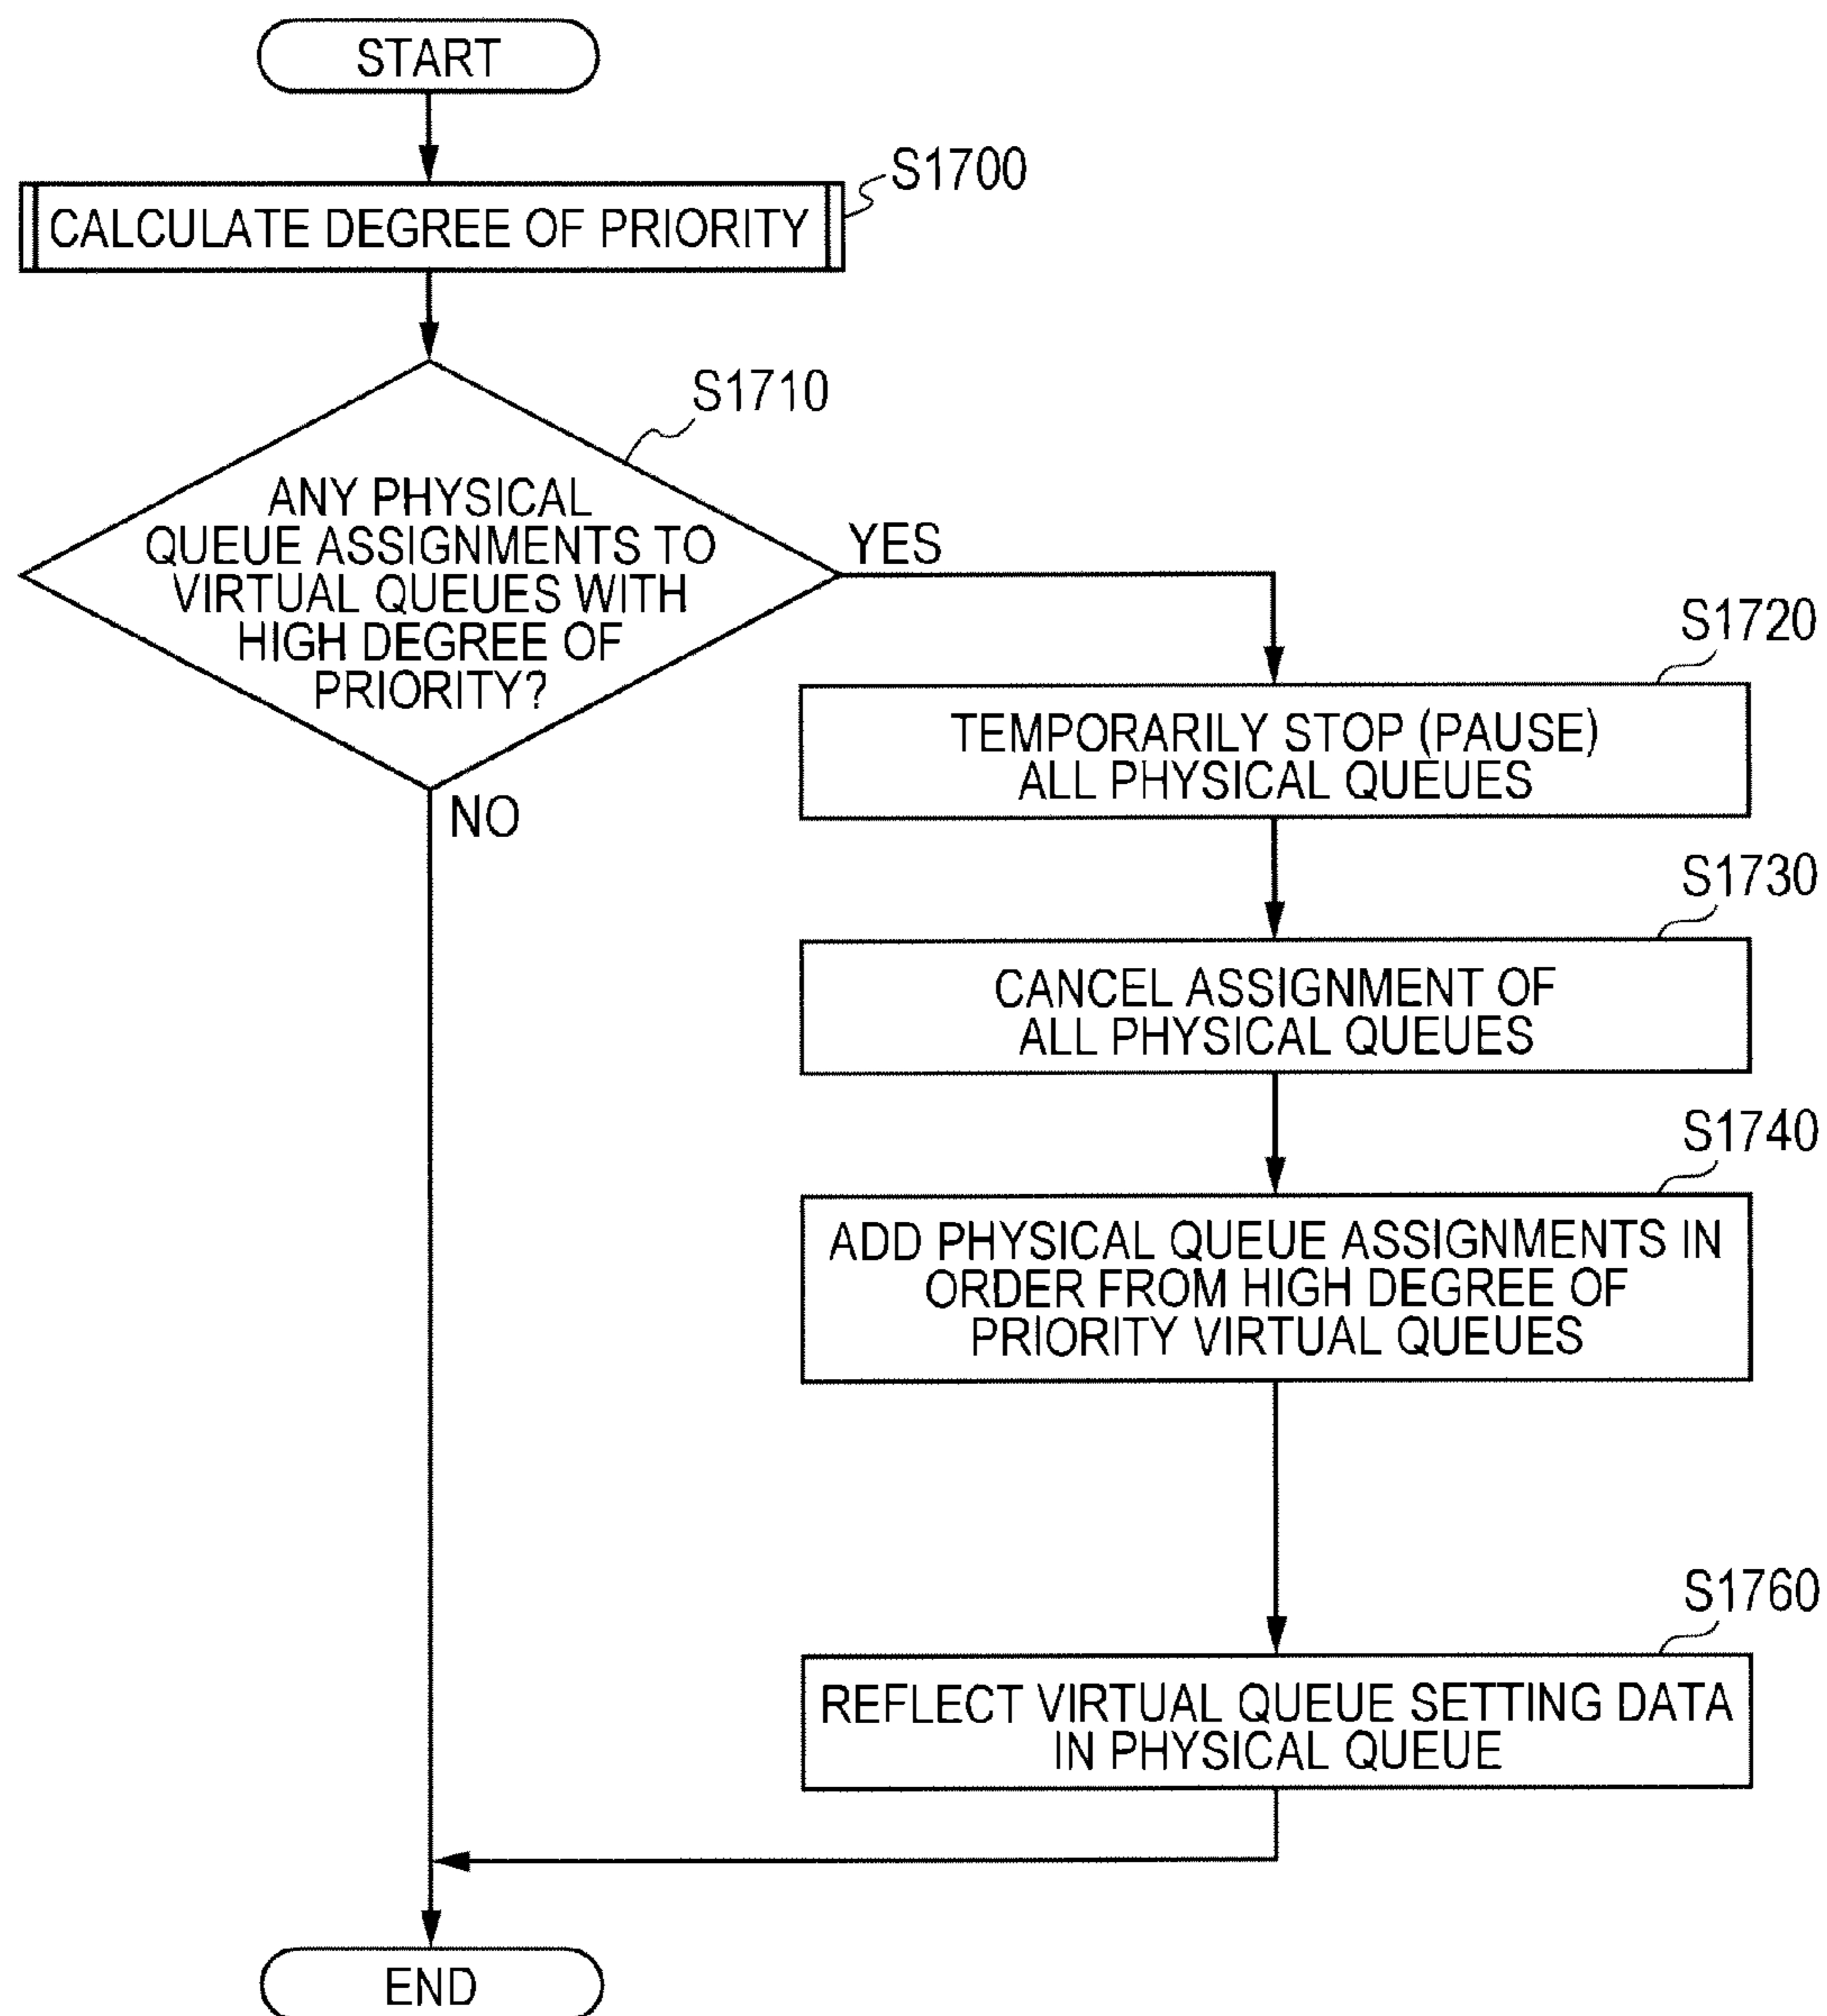 START
S1700
CALCULATE DEGREE OF PRIORITY
S1710
ANY PHYSICAL
QUEUE ASSIGNMENTS TO
VIRTUAL QUEUES WITH
HIGH DEGREE OF
PRIORITY?
YES
NO
S1720
TEMPORARILY STOP (PAUSE)
ALL PHYSICAL QUEUES
S1730
CANCEL ASSIGNMENT OF
ALL PHYSICAL QUEUES
S1740
ADD PHYSICAL QUEUE ASSIGNMENTS IN
ORDER FROM HIGH DEGREE OF
PRIORITY VIRTUAL QUEUES
S1760
REFLECT VIRTUAL QUEUE SETTING DATA
IN PHYSICAL QUEUE
END